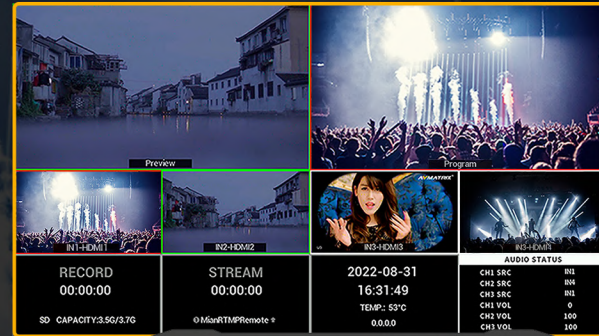 Preview
Program
IN1-HDMI1
IN2-HDMI2
AVMATRIX
IN3-HDMI3
IN3-HDMI4
RECORD
00:00:00
SD CAPACITY:3.5G/3.7G
STREAM
00:00:00
MianRTMPRemote
2022-08-31
16:31:49
TEMP.: 53°C
0.0.0.0
AUDIO STATUS
CH1 SRC IN1
CH2 SRC IN4
CH3 SRC IN1
CH1 VOL 0
CH2 VOL 100
CH3 VOL 100